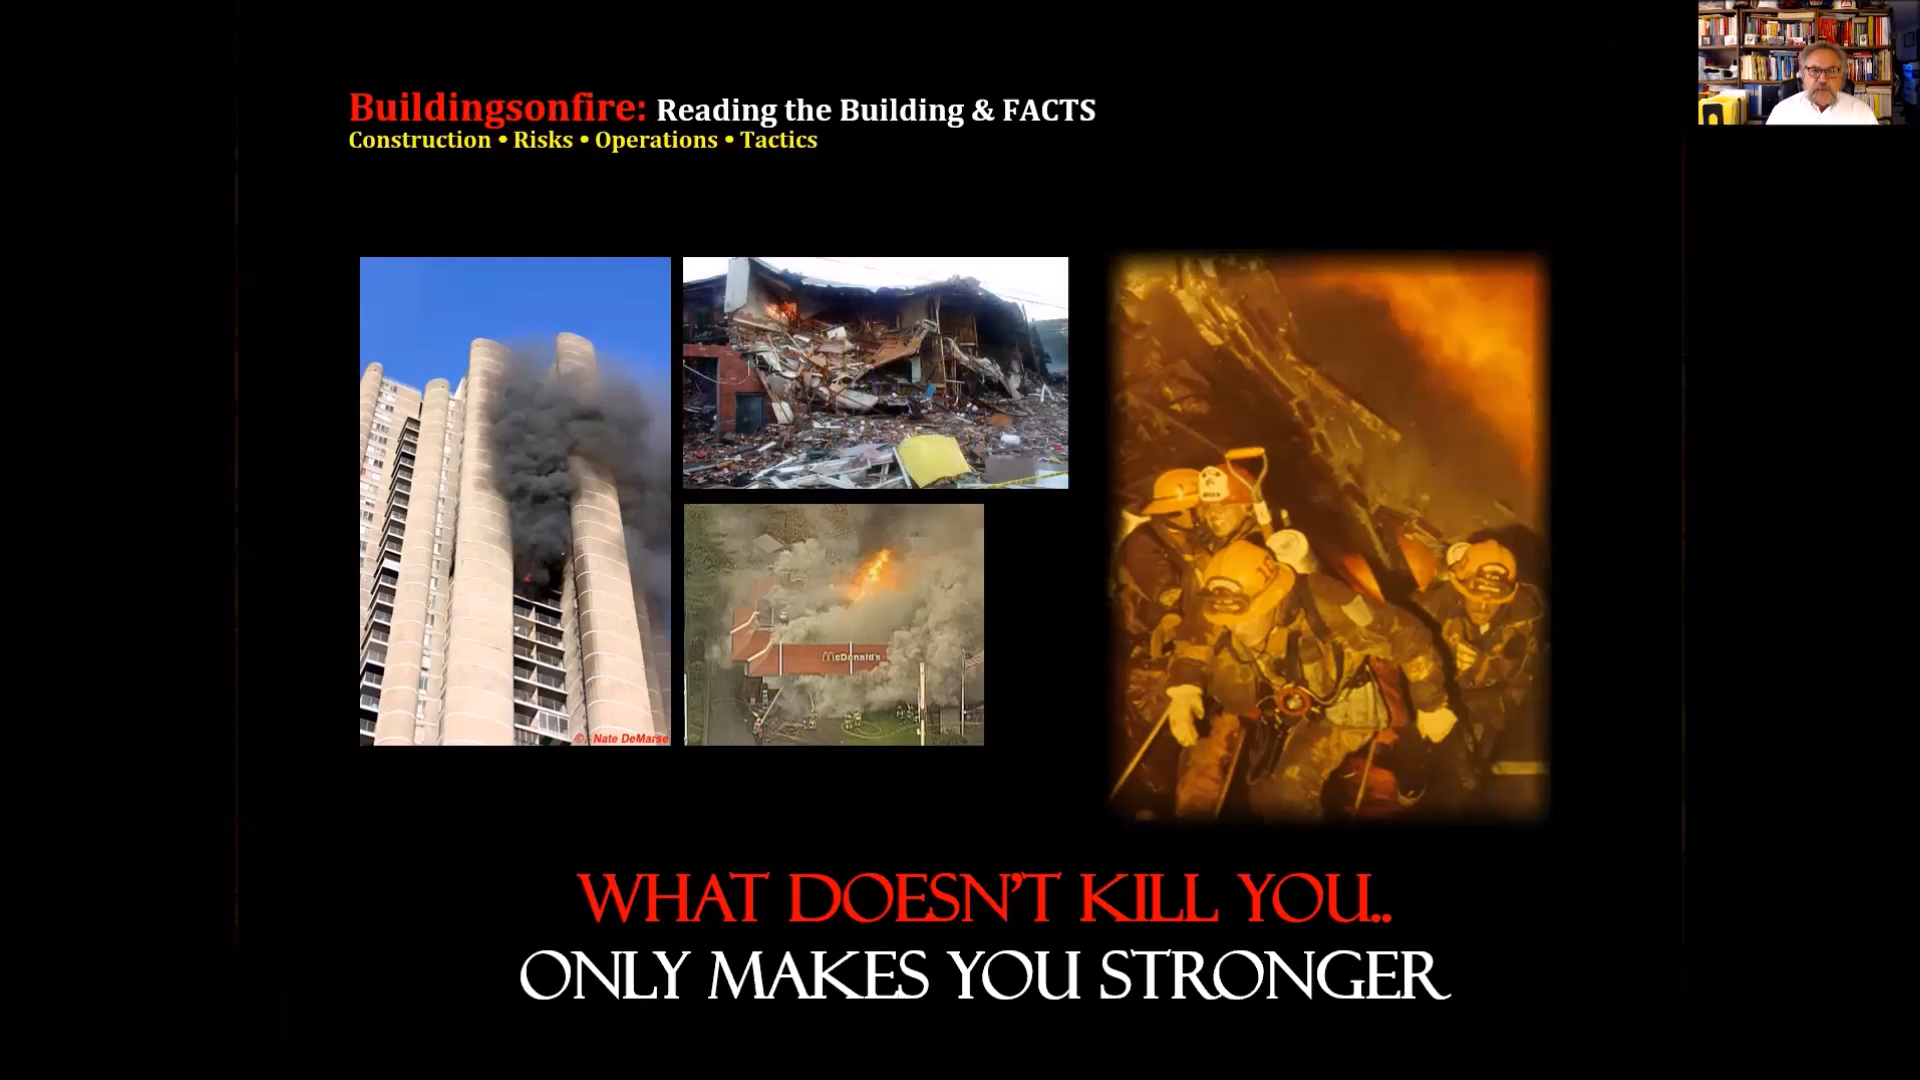 Buildingsonfire: Reading the Building & FACTS
Construction • Risks • Operations • Tactics
McDonald's
© Nate DeMarse
WHAT DOESN'T KILL YOU..
ONLY MAKES YOU STRONGER